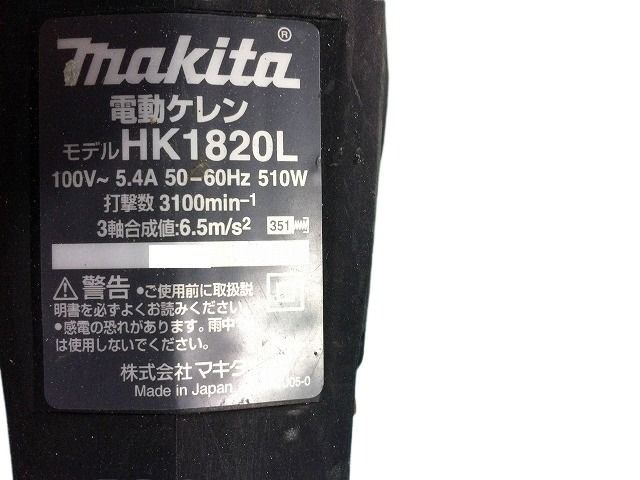 makita®
電動ケレン
モデルHK1820L
100V~ 5.4A 50-60Hz 510W
打撃数 3100min-1
3軸合成値:6.5m/s2 351
警告 •ご使用前に取扱説
明書を必ずよくお読みください
•感電の恐れがあります。雨中
は使用しないでください。
株式会社マキタ
Made in Japan